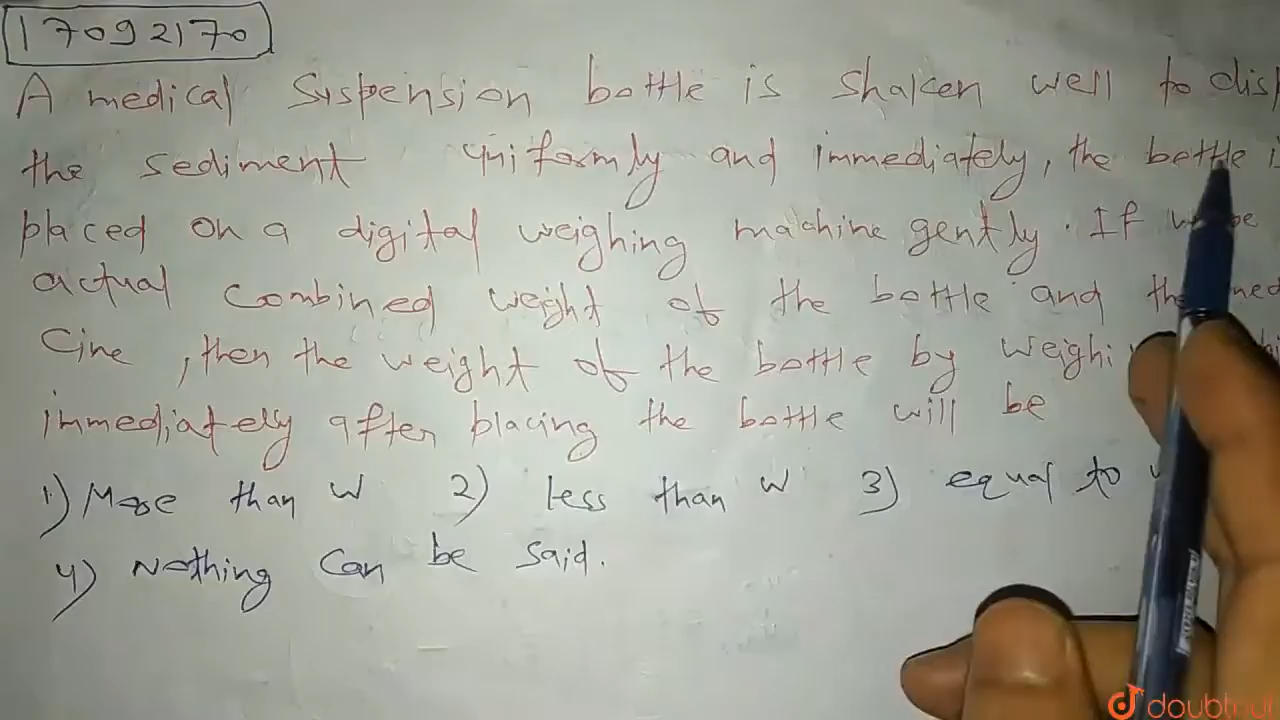 17092170
A medical Suspension bottle is Shaken well to disp
the sediment uniformly and immediately, the bottle i
placed on a digital weighing machine gently. If be
actual Combined weight of the bottle and the med
Cine, then the weight of the bottle by weighi
immediately after placing the bottle will be
1.) More than W 2) less than W 3) equal to
4) Nothing Can be Said.
doubtnut